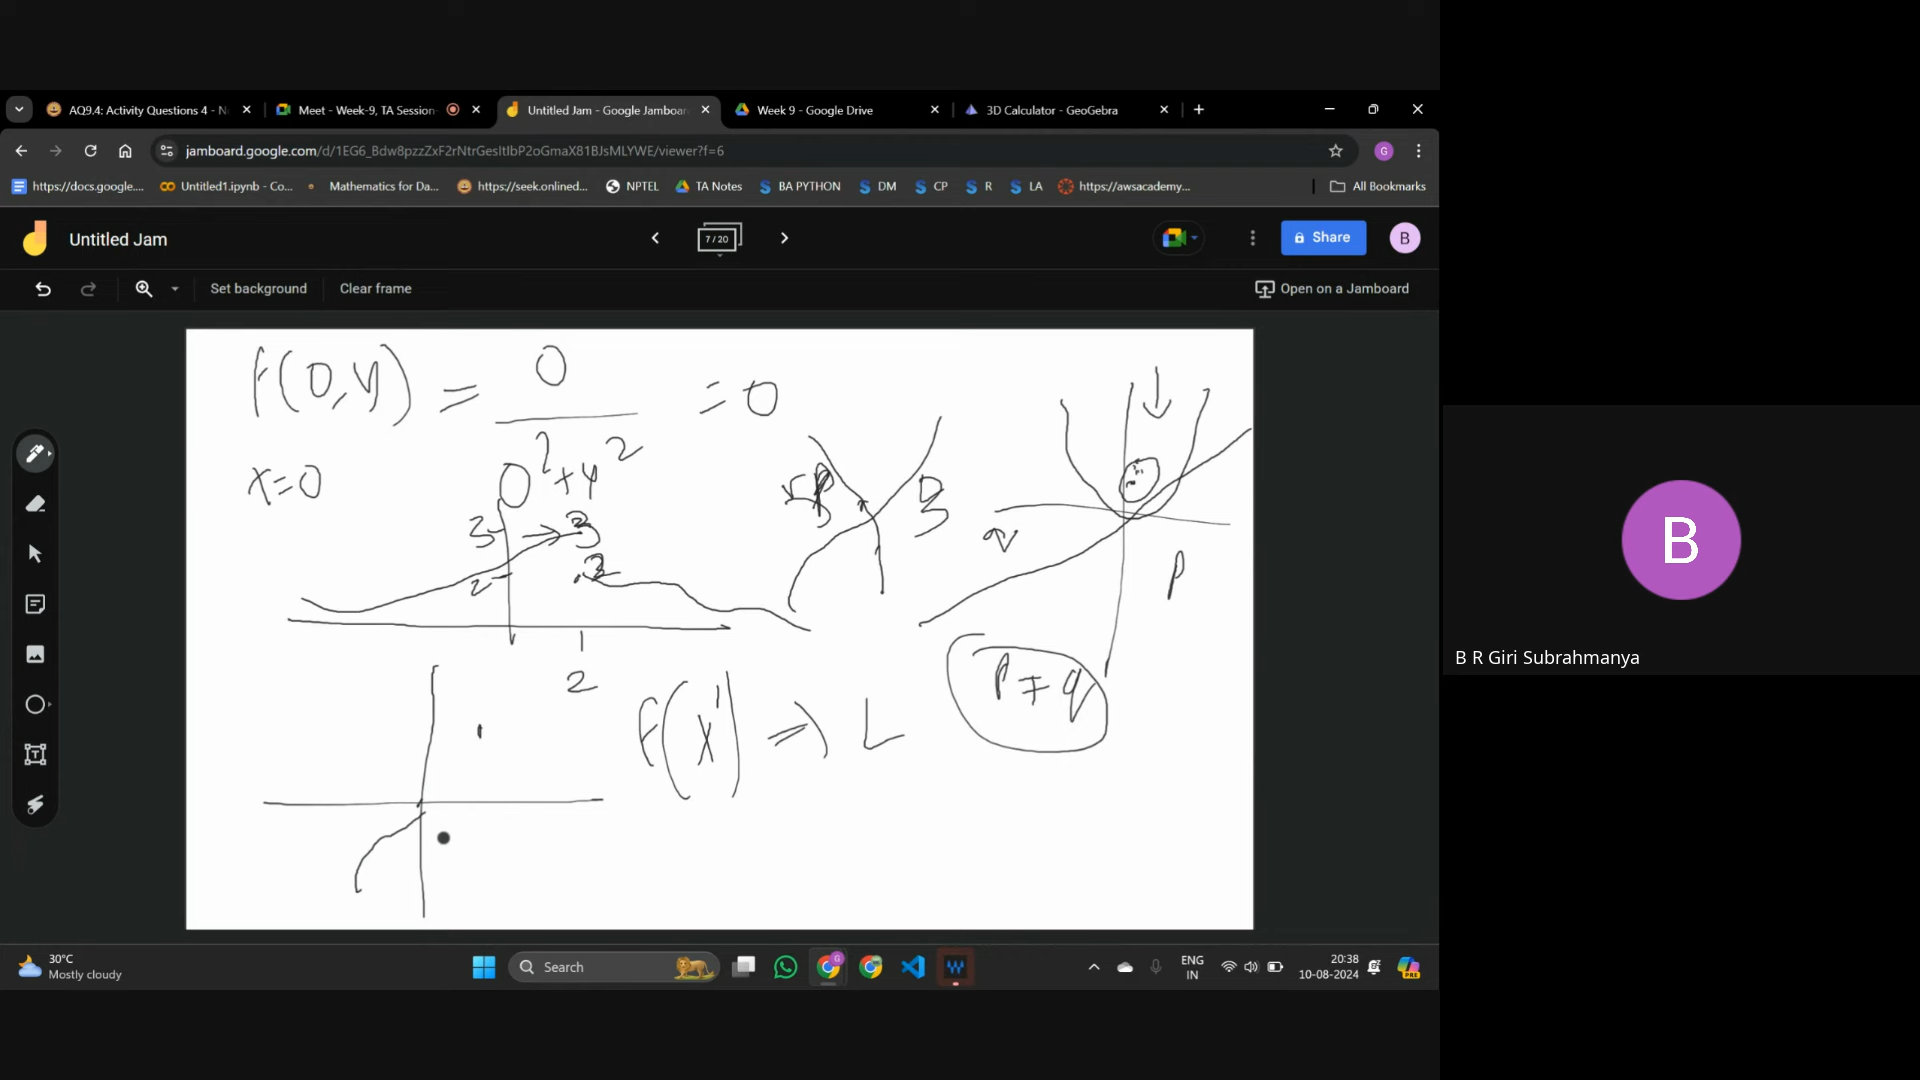 AQ9.4: Activity Questions 4 - N
Meet - Week-9, TA Session
Untitled Jam - Google Jamboar
Week 9 - Google Drive
3D Calculator - GeoGebra
jamboard.google.com/d/1EG6_Bdw8pzzZxF2rNtrGesItIbP2oGmaX81BJsMLYWE/viewer?f=6
G
https://docs.google....
Untitled1.ipynb - Co...
Mathematics for Da...
https://seek.onlined...
NPTEL
TA Notes
BA PYTHON
DM
CP
R
LA
https://awsacademy...
All Bookmarks
Untitled Jam
7 / 20
Share
B
Set background
Clear frame
Open on a Jamboard
f(0,y) = 0 = 0
0²+y²
x=0
3
3
2
2
2
q
p
p ≠ q
f(x) => L
B
B R Giri Subrahmanya
30°C
Mostly cloudy
Search
ENG
IN
20:38
10-08-2024